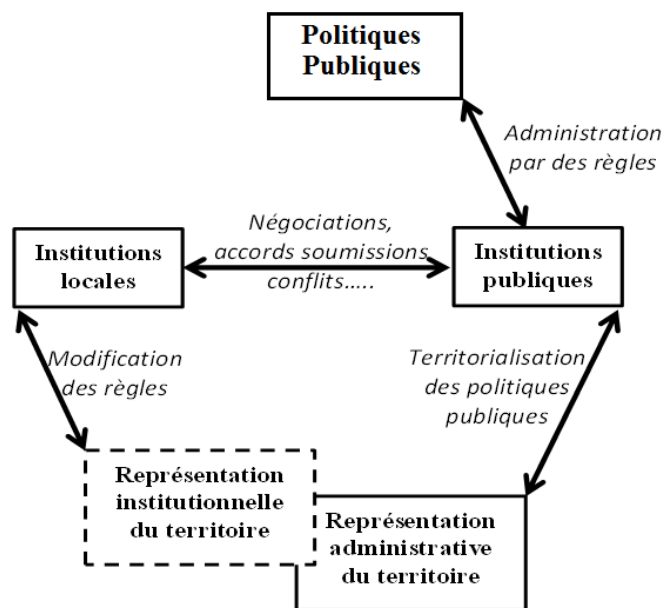 Politiques
Publiques
Administration
par des règles
Négociations,
accords soumissions
conflits.....
Institutions
locales
Institutions
publiques
Modification
des règles
Territorialisation
des politiques
publiques
Représentation
institutionnelle
du territoire
Représentation
administrative
du territoire